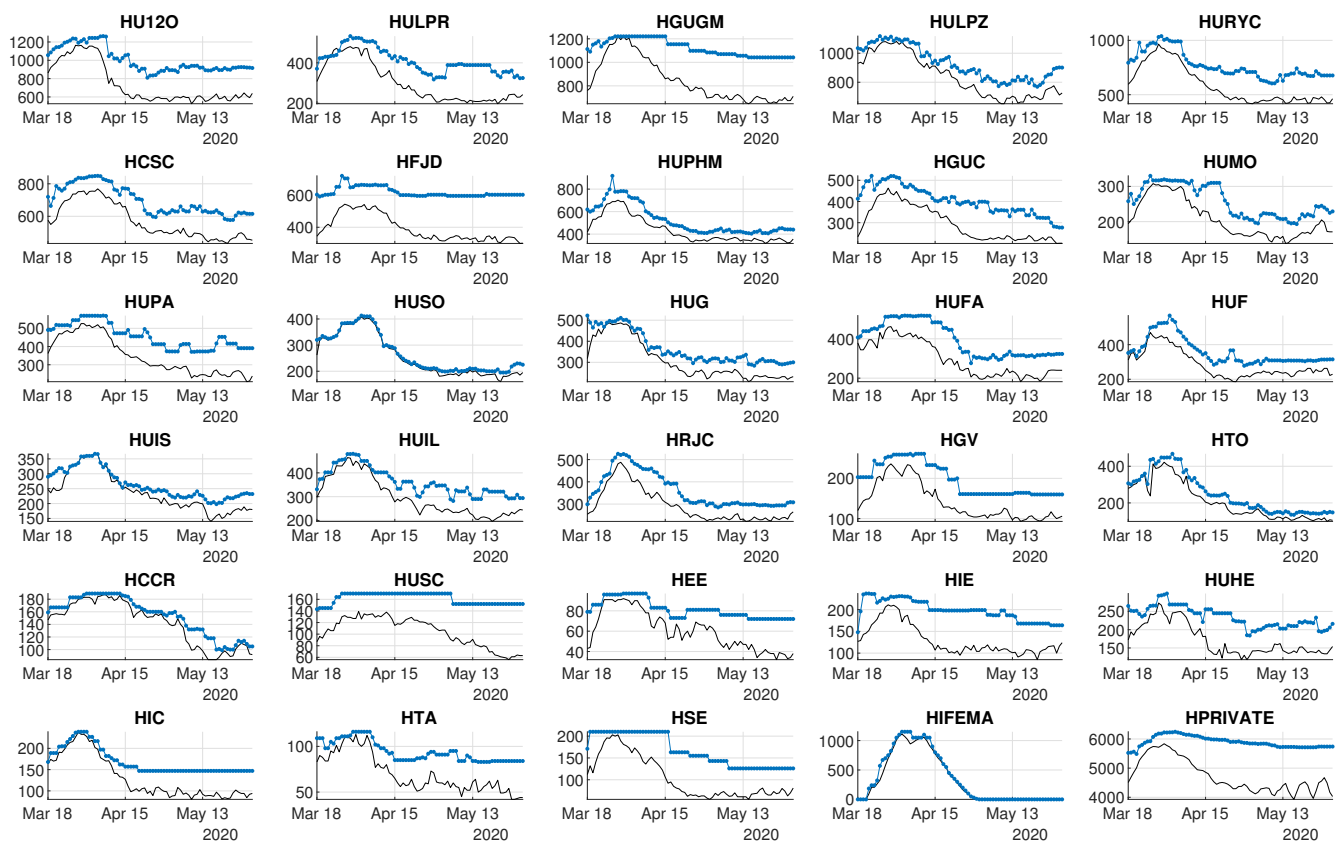 HU12O
1200
1000
800
600
Mar 18 Apr 15 May 13
2020
HULPR
400
200
Mar 18 Apr 15 May 13
2020
HGUGM
1200
1000
800
Mar 18 Apr 15 May 13
2020
HULPZ
1000
800
Mar 18 Apr 15 May 13
2020
HURYC
1000
500
Mar 18 Apr 15 May 13
2020
HCSC
800
600
Mar 18 Apr 15 May 13
2020
HFJD
600
400
Mar 18 Apr 15 May 13
2020
HUPHM
800
600
400
Mar 18 Apr 15 May 13
2020
HGUC
500
400
300
Mar 18 Apr 15 May 13
2020
HUMO
300
200
Mar 18 Apr 15 May 13
2020
HUPA
500
400
300
Mar 18 Apr 15 May 13
2020
HUSO
400
300
200
Mar 18 Apr 15 May 13
2020
HUG
500
400
300
Mar 18 Apr 15 May 13
2020
HUFA
400
200
Mar 18 Apr 15 May 13
2020
HUF
400
200
Mar 18 Apr 15 May 13
2020
HUIS
350
300
250
200
150
Mar 18 Apr 15 May 13
2020
HUIL
400
300
200
Mar 18 Apr 15 May 13
2020
HRJC
500
400
300
Mar 18 Apr 15 May 13
2020
HGV
200
100
Mar 18 Apr 15 May 13
2020
HTO
400
200
Mar 18 Apr 15 May 13
2020
HCCR
180
160
140
120
100
Mar 18 Apr 15 May 13
2020
HUSC
160
140
120
100
80
60
Mar 18 Apr 15 May 13
2020
HEE
80
60
40
Mar 18 Apr 15 May 13
2020
HIE
200
150
100
Mar 18 Apr 15 May 13
2020
HUHE
250
200
150
Mar 18 Apr 15 May 13
2020
HIC
200
150
100
Mar 18 Apr 15 May 13
2020
HTA
100
50
Mar 18 Apr 15 May 13
2020
HSE
200
150
100
Mar 18 Apr 15 May 13
2020
HIFEMA
1000
500
0
Mar 18 Apr 15 May 13
2020
HPRIVATE
6000
5000
4000
Mar 18 Apr 15 May 13
2020